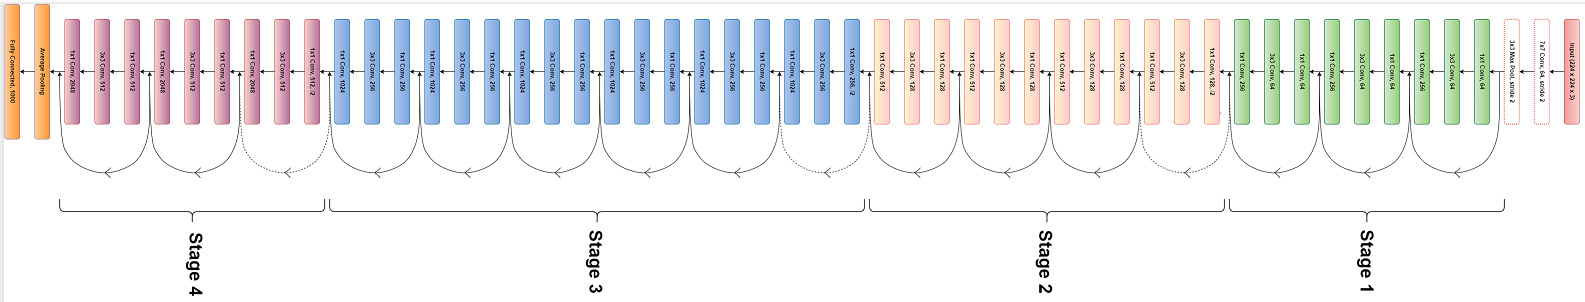 Input (224 x 224 x 3)
7x7 Conv, 64, stride 2
3x3 Max Pool, stride 2
1x1 Conv, 64
3x3 Conv, 64
1x1 Conv, 256
1x1 Conv, 64
3x3 Conv, 64
1x1 Conv, 256
1x1 Conv, 64
3x3 Conv, 64
1x1 Conv, 256
Stage 1
1x1 Conv, 128, /2
3x3 Conv, 128
1x1 Conv, 512
1x1 Conv, 128
3x3 Conv, 128
1x1 Conv, 512
1x1 Conv, 128
3x3 Conv, 128
1x1 Conv, 512
1x1 Conv, 128
3x3 Conv, 128
1x1 Conv, 512
Stage 2
1x1 Conv, 256, /2
3x3 Conv, 256
1x1 Conv, 1024
1x1 Conv, 256
3x3 Conv, 256
1x1 Conv, 1024
1x1 Conv, 256
3x3 Conv, 256
1x1 Conv, 1024
1x1 Conv, 256
3x3 Conv, 256
1x1 Conv, 1024
1x1 Conv, 256
3x3 Conv, 256
1x1 Conv, 1024
1x1 Conv, 256
3x3 Conv, 256
1x1 Conv, 1024
Stage 3
1x1 Conv, 512, /2
3x3 Conv, 512
1x1 Conv, 2048
1x1 Conv, 512
3x3 Conv, 512
1x1 Conv, 2048
1x1 Conv, 512
3x3 Conv, 512
1x1 Conv, 2048
Stage 4
Average Pooling
Fully Connected, 1000